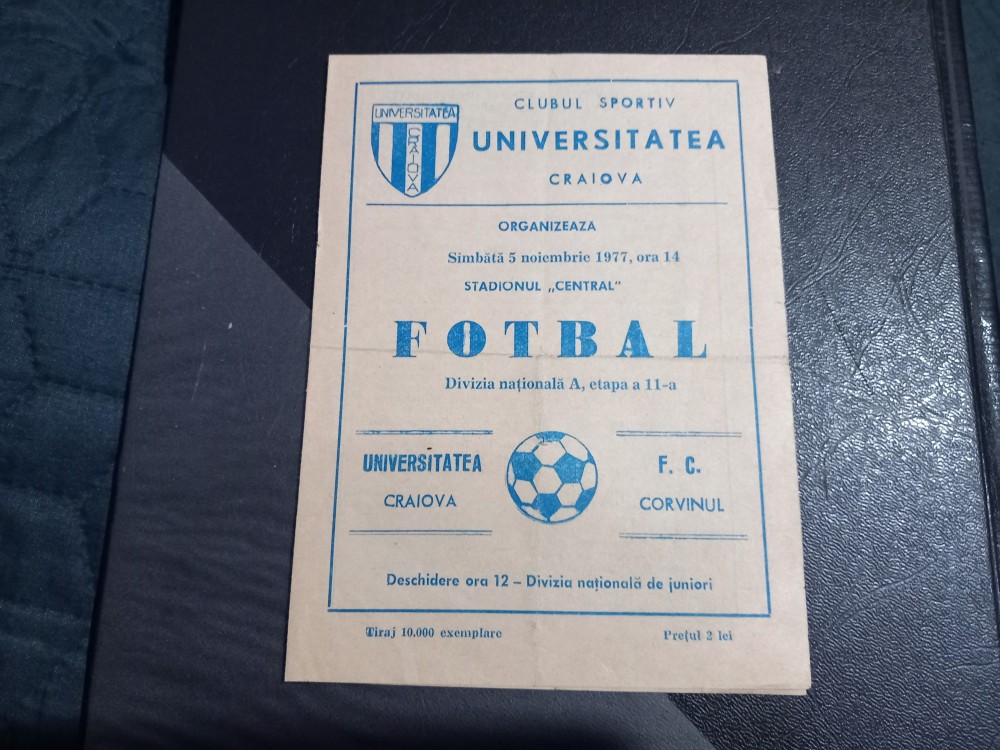 UNIVERSITATEA
CRAIOVA
CLUBUL SPORTIV
UNIVERSITATEA
CRAIOVA
ORGANIZEAZA
Simbătă 5 noiembrie 1977, ora 14
STADIONUL „CENTRAL"
FOTBAL
Divizia națională A, etapa a 11-a
UNIVERSITATEA
CRAIOVA
F. C.
CORVINUL
Deschidere ora 12 – Divizia națională de juniori
Tiraj 10.000 exemplare
Prețul 2 lei